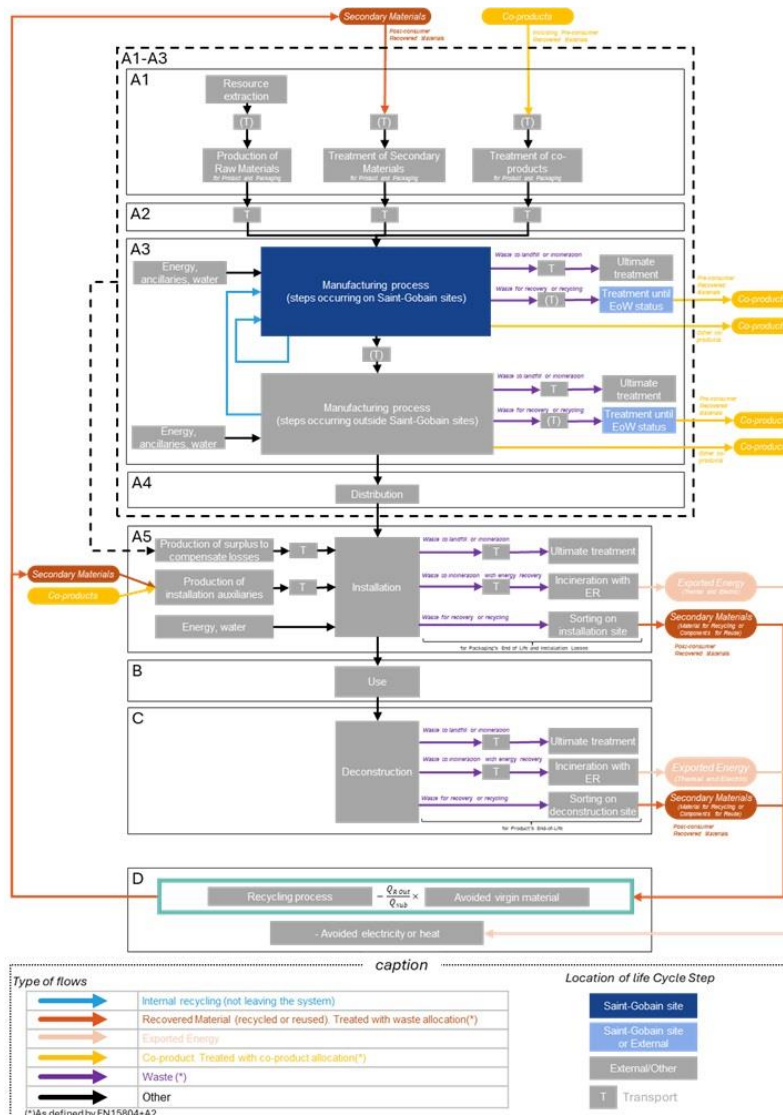 Secondary Materials
Co-products
Post-consumer
Recovered Materials
Including Pre-consumer
Recovered Materials
A1-A3
A1
Resource
extraction
(T)
(T)
(T)
Production of
Raw Materials
for Product and Packaging
Treatment of Secondary
Materials
for Product and Packaging
Treatment of co-
products
for Product and Packaging
A2
T
T
T
A3
Energy,
ancillaries, water
Manufacturing process
(steps occurring on Saint-Gobain sites)
Waste to landfill or incineration
T
Ultimate
treatment
Waste for recovery or recycling
(T)
Treatment until
EoW status
Pre-consumer
Recovered
Materials
Co-product
Other co-
products
Co-product
(T)
Manufacturing process
(steps occurring outside Saint-Gobain sites)
Energy,
ancillaries, water
Waste to landfill or incineration
T
Ultimate
treatment
Waste for recovery or recycling
(T)
Treatment until
EoW status
Pre-consumer
Recovered
Materials
Co-product
Other co-
products
Co-product
A4
Distribution
A5
Production of surplus to
compensate losses
T
Secondary Materials
Co-products
Production of
installation auxiliaries
T
Energy, water
Installation
Waste to landfill or incineration
T
Ultimate treatment
Waste to incineration with energy recovery
T
Incineration with
ER
Exported Energy
(Thermal and Electric)
Waste for recovery or recycling
Sorting on
installation site
Secondary Materials
(Material for Recycling or
Components for Reuse)
Post-consumer
Recovered Materials
for Packaging's End of Life and Installation Losses
B
Use
C
Deconstruction
Waste to landfill or incineration
T
Ultimate treatment
Waste to incineration with energy recovery
T
Incineration with
ER
Exported Energy
(Thermal and Electric)
Waste for recovery or recycling
Sorting on
deconstruction site
Secondary Materials
(Material for Recycling or
Components for Reuse)
Post-consumer
Recovered Materials
for Product's End-of-Life
D
Recycling process
− Q_R out / Q_sub ×
Avoided virgin material
- Avoided electricity or heat
caption
Type of flows
Internal recycling (not leaving the system)
Recovered Material (recycled or reused). Treated with waste allocation(*)
Exported Energy
Co-product Treated with co-product allocation(*)
Waste (*)
Other
(*)As defined by EN15804+A2
Location of life Cycle Step
Saint-Gobain site
Saint-Gobain site
or External
External/Other
T Transport